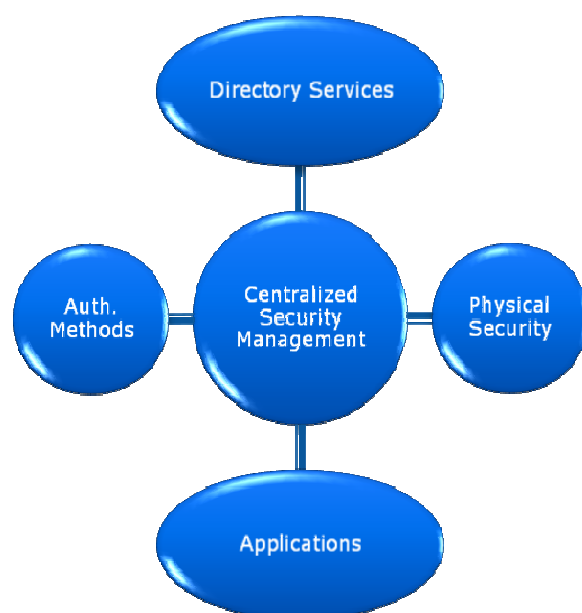 Directory Services
Auth.
Methods
Centralized
Security
Management
Physical
Security
Applications